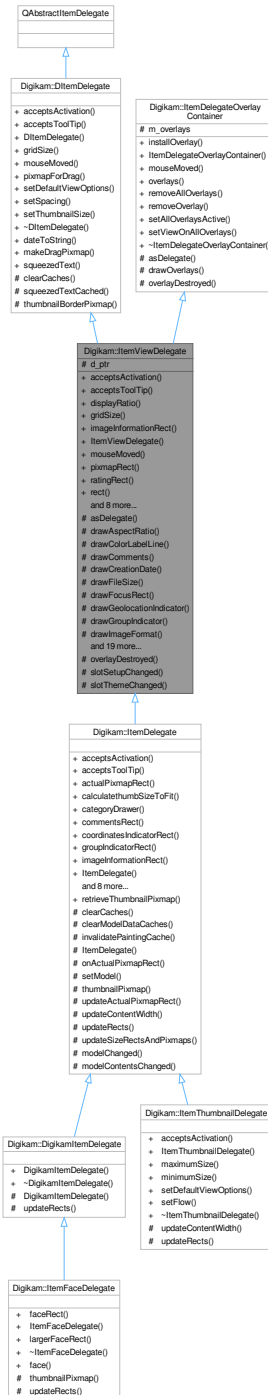 QAbstractItemDelegate
Digikam::DItemDelegate
+ acceptsActivation()
+ acceptsToolTip()
+ DItemDelegate()
+ gridSize()
+ mouseMoved()
+ pixmapForDrag()
+ setDefaultViewOptions()
+ setSpacing()
+ setThumbnailSize()
+ ~DItemDelegate()
+ dateToString()
+ makeDragPixmap()
+ squeezedText()
# clearCaches()
# squeezedTextCached()
# thumbnailBorderPixmap()
Digikam::ItemDelegateOverlay
Container
# m_overlays
+ installOverlay()
+ ItemDelegateOverlayContainer()
+ mouseMoved()
+ overlays()
+ removeAllOverlays()
+ removeOverlay()
+ setAllOverlaysActive()
+ setViewOnAllOverlays()
+ ~ItemDelegateOverlayContainer()
# asDelegate()
# drawOverlays()
# overlayDestroyed()
Digikam::ItemViewDelegate
# d_ptr
+ acceptsActivation()
+ acceptsToolTip()
+ displayRatio()
+ gridSize()
+ imageInformationRect()
+ ItemViewDelegate()
+ mouseMoved()
+ pixmapRect()
+ ratingRect()
+ rect()
and 8 more...
# asDelegate()
# drawAspectRatio()
# drawColorLabelLine()
# drawComments()
# drawCreationDate()
# drawFileSize()
# drawFocusRect()
# drawGeolocationIndicator()
# drawGroupIndicator()
# drawImageFormat()
and 19 more...
# overlayDestroyed()
# slotSetupChanged()
# slotThemeChanged()
Digikam::ItemDelegate
+ acceptsActivation()
+ acceptsToolTip()
+ actualPixmapRect()
+ calculatethumbSizeToFit()
+ categoryDrawer()
+ commentsRect()
+ coordinatesIndicatorRect()
+ groupIndicatorRect()
+ imageInformationRect()
+ ItemDelegate()
and 8 more...
+ retrieveThumbnailPixmap()
# clearCaches()
# clearModelDataCaches()
# invalidatePaintingCache()
# ItemDelegate()
# onActualPixmapRect()
# setModel()
# thumbnailPixmap()
# updateActualPixmapRect()
# updateContentWidth()
# updateRects()
# updateSizeRectsAndPixmaps()
# modelChanged()
# modelContentsChanged()
Digikam::DigikamItemDelegate
+ DigikamItemDelegate()
+ ~DigikamItemDelegate()
# DigikamItemDelegate()
# updateRects()
Digikam::ItemThumbnailDelegate
+ acceptsActivation()
+ ItemThumbnailDelegate()
+ maximumSize()
+ minimumSize()
+ setDefaultViewOptions()
+ setFlow()
+ ~ItemThumbnailDelegate()
# updateContentWidth()
# updateRects()
Digikam::ItemFaceDelegate
+ faceRect()
+ ItemFaceDelegate()
+ largerFaceRect()
+ ~ItemFaceDelegate()
+ face()
# thumbnailPixmap()
# updateRects()